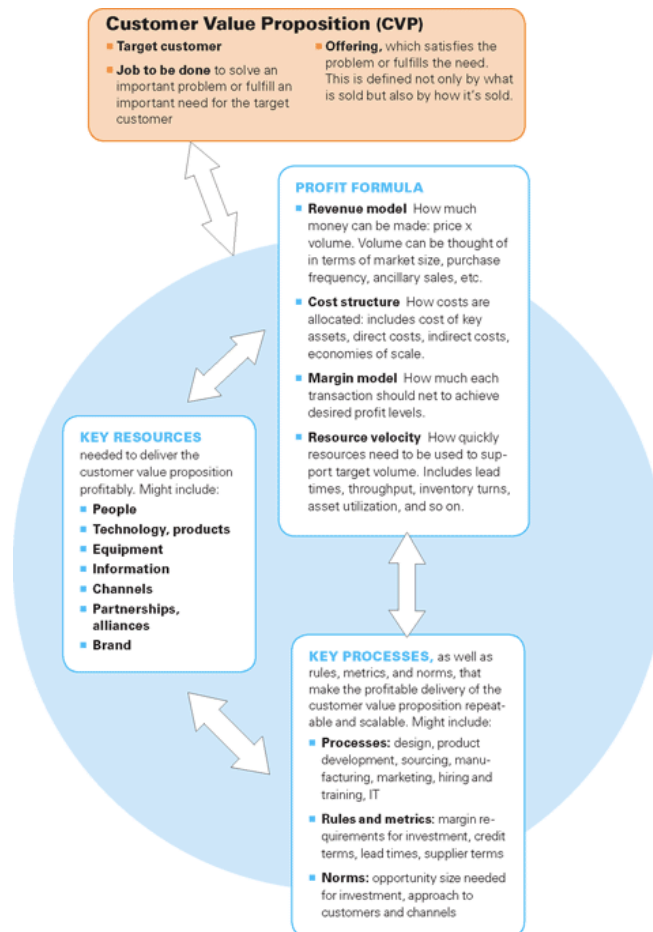 Customer Value Proposition (CVP)
■ Target customer
■ Job to be done to solve an
important problem or fulfill an
important need for the target
customer
■ Offering, which satisfies the
problem or fulfills the need.
This is defined not only by what
is sold but also by how it's sold.
PROFIT FORMULA
■ Revenue model How much
money can be made: price x
volume. Volume can be thought of
in terms of market size, purchase
frequency, ancillary sales, etc.
■ Cost structure How costs are
allocated: includes cost of key
assets, direct costs, indirect costs,
economies of scale.
■ Margin model How much each
transaction should net to achieve
desired profit levels.
■ Resource velocity How quickly
resources need to be used to sup-
port target volume. Includes lead
times, throughput, inventory turns,
asset utilization, and so on.
KEY RESOURCES
needed to deliver the
customer value proposition
profitably. Might include:
■ People
■ Technology, products
■ Equipment
■ Information
■ Channels
■ Partnerships,
alliances
■ Brand
KEY PROCESSES, as well as
rules, metrics, and norms, that
make the profitable delivery of the
customer value proposition repeat-
able and scalable. Might include:
■ Processes: design, product
development, sourcing, manu-
facturing, marketing, hiring and
training, IT
■ Rules and metrics: margin re-
quirements for investment, credit
terms, lead times, supplier terms
■ Norms: opportunity size needed
for investment, approach to
customers and channels